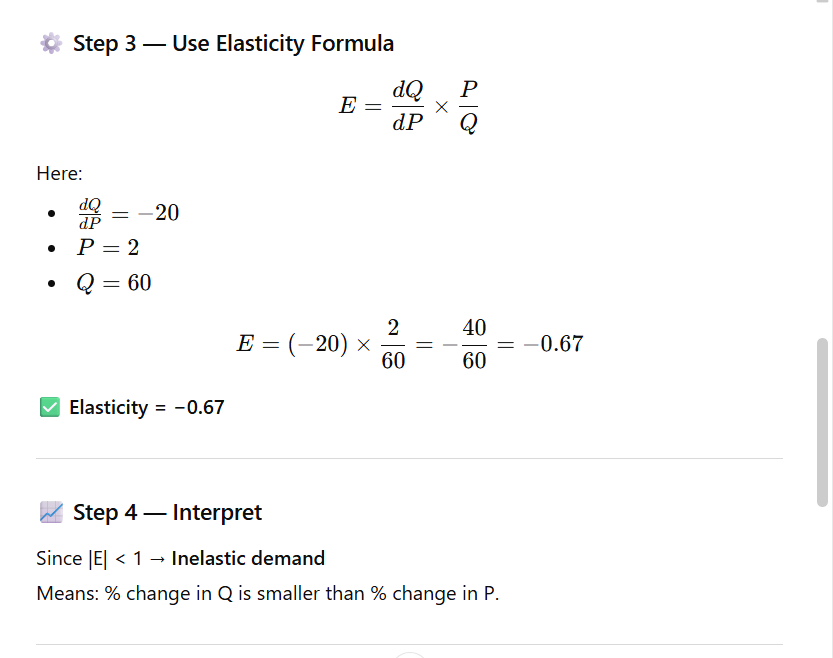 ⚙️ Step 3 — Use Elasticity Formula
E = dQ/dP × P/Q
Here:
• dQ/dP = −20
• P = 2
• Q = 60
E = (−20) × 2/60 = −40/60 = −0.67
✅ Elasticity = −0.67
📈 Step 4 — Interpret
Since |E| < 1 → Inelastic demand
Means: % change in Q is smaller than % change in P.